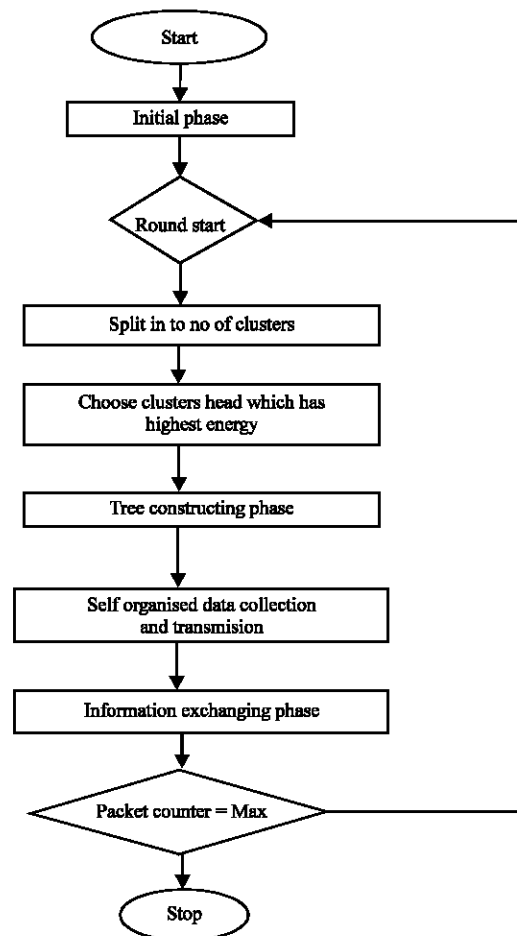 Start
Initial phase
Round start
Split in to no of clusters
Choose clusters head which has
highest energy
Tree constructing phase
Self organised data collection
and transmision
Information exchanging phase
Packet counter = Max
Stop